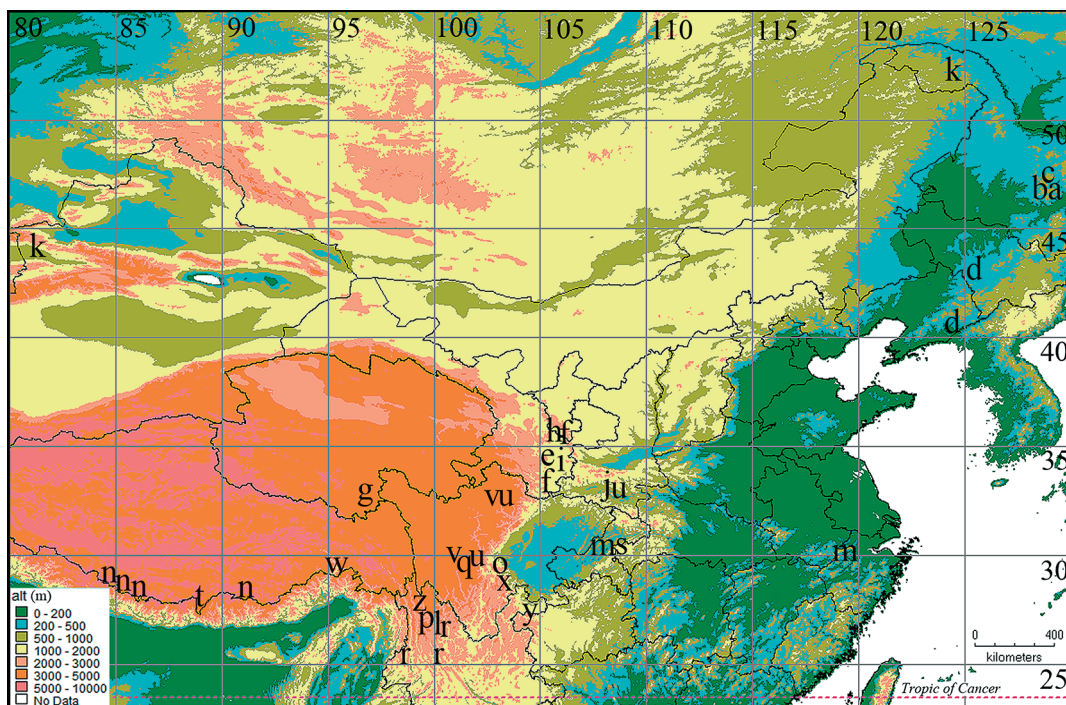 80 85 90 95 100 105 110 115 120 125
k
50
c
ba
k
45
d
d
40
hf
ei
35
f
g
vu
ju
vqu
o
ms
m
w
x
30
nnn
t
n
z
y
plr
r
r
25
alt (m)
0 - 200
200 - 500
500 - 1000
1000 - 2000
2000 - 3000
3000 - 5000
5000 - 10000
No Data
0 400
kilometers
Tropic of Cancer